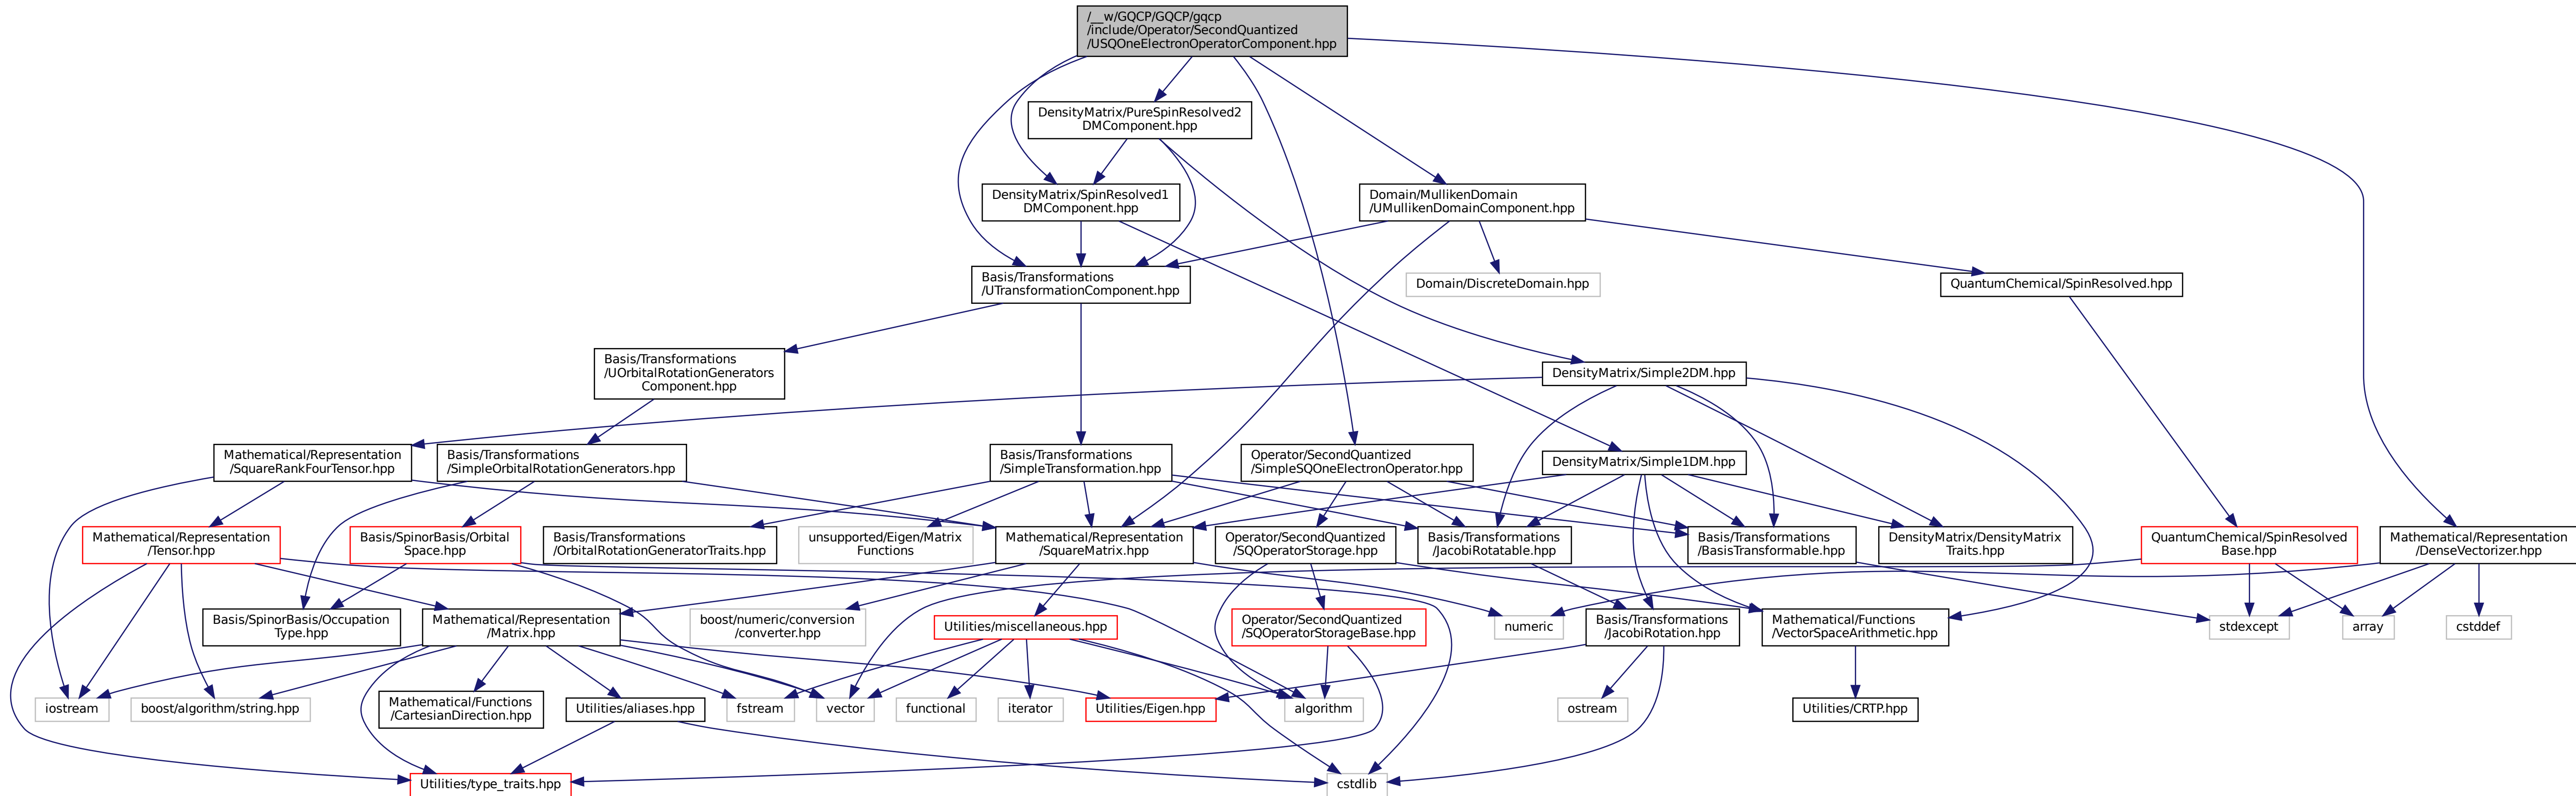 /__w/GQCP/GQCP/gqcp
/include/Operator/SecondQuantized
/USQOneElectronOperatorComponent.hpp
DensityMatrix/PureSpinResolved2
DMComponent.hpp
DensityMatrix/SpinResolved1
DMComponent.hpp
Domain/MullikenDomain
/UMullikenDomainComponent.hpp
Basis/Transformations
/UTransformationComponent.hpp
Domain/DiscreteDomain.hpp
QuantumChemical/SpinResolved.hpp
Basis/Transformations
/UOrbitalRotationGenerators
Component.hpp
DensityMatrix/Simple2DM.hpp
Mathematical/Representation
/SquareRankFourTensor.hpp
Basis/Transformations
/SimpleOrbitalRotationGenerators.hpp
Basis/Transformations
/SimpleTransformation.hpp
Operator/SecondQuantized
/SimpleSQOneElectronOperator.hpp
DensityMatrix/Simple1DM.hpp
Mathematical/Representation
/Tensor.hpp
Basis/SpinorBasis/Orbital
Space.hpp
Basis/Transformations
/OrbitalRotationGeneratorTraits.hpp
unsupported/Eigen/Matrix
Functions
Mathematical/Representation
/SquareMatrix.hpp
Operator/SecondQuantized
/SQOperatorStorage.hpp
Basis/Transformations
/JacobiRotatable.hpp
Basis/Transformations
/BasisTransformable.hpp
DensityMatrix/DensityMatrix
Traits.hpp
QuantumChemical/SpinResolved
Base.hpp
Mathematical/Representation
/DenseVectorizer.hpp
Basis/SpinorBasis/Occupation
Type.hpp
Mathematical/Representation
/Matrix.hpp
boost/numeric/conversion
/converter.hpp
Utilities/miscellaneous.hpp
Operator/SecondQuantized
/SQOperatorStorageBase.hpp
numeric
Basis/Transformations
/JacobiRotation.hpp
Mathematical/Functions
/VectorSpaceArithmetic.hpp
stdexcept
array
cstddef
iostream
boost/algorithm/string.hpp
Mathematical/Functions
/CartesianDirection.hpp
Utilities/aliases.hpp
fstream
vector
functional
iterator
Utilities/Eigen.hpp
algorithm
ostream
Utilities/CRTP.hpp
Utilities/type_traits.hpp
cstdlib